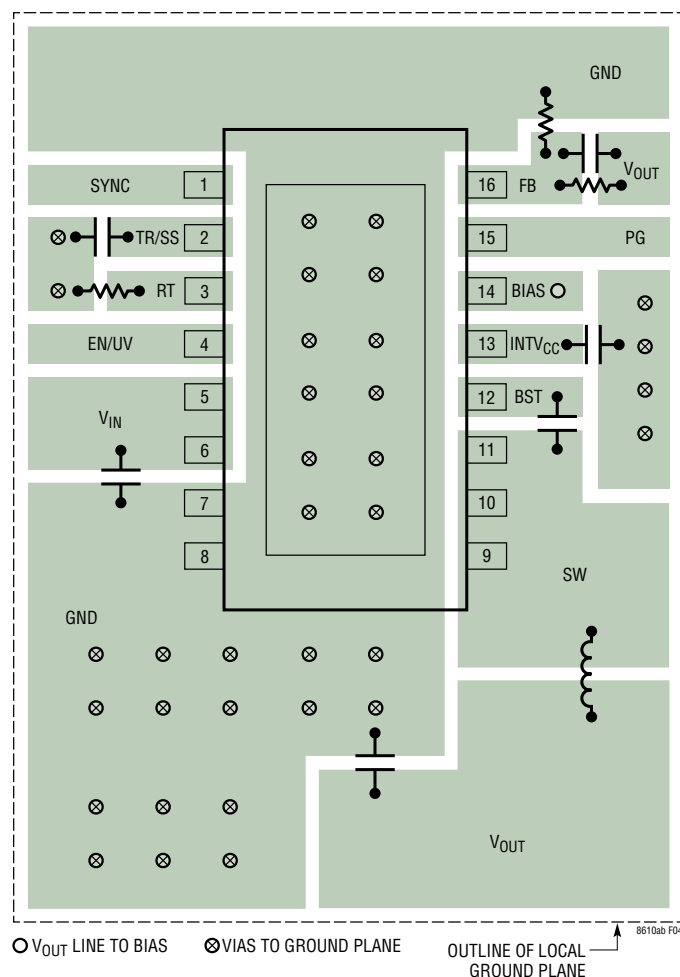 GND
SYNC 1 16 FB VOUT
TR/SS 2 15 PG
RT 3 14 BIAS
EN/UV 4 13 INTVCC
5 12 BST
VIN
6 11
7 10
8 9
SW
GND
VOUT
8610ab F04
VOUT LINE TO BIAS VIAS TO GROUND PLANE OUTLINE OF LOCAL
GROUND PLANE